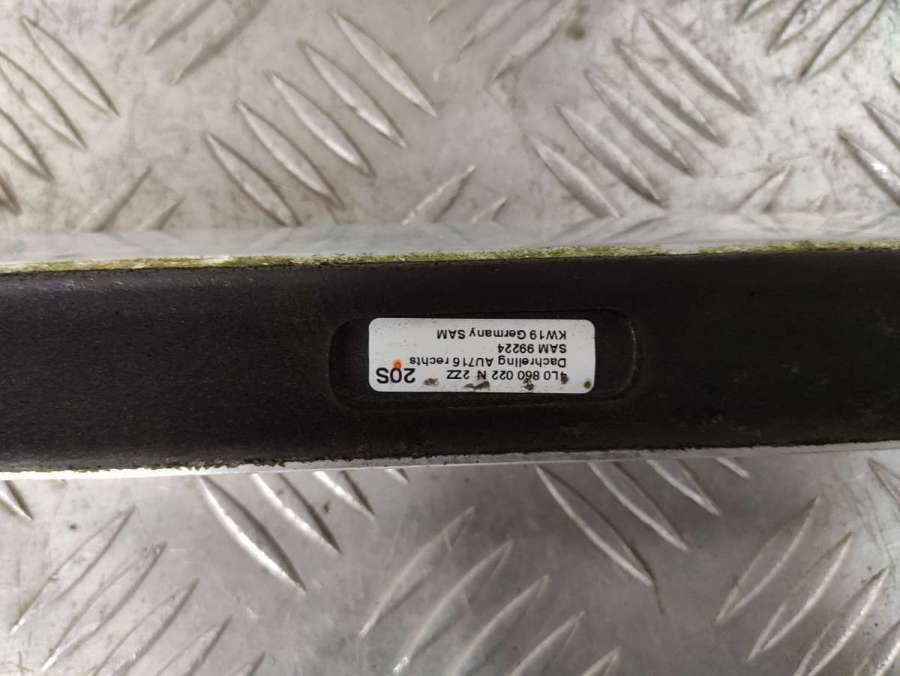 4L0 860 022 N 2ZZ
Dachreling AU716 rechts
SAM 99224
KW19 Germany SAM
20S